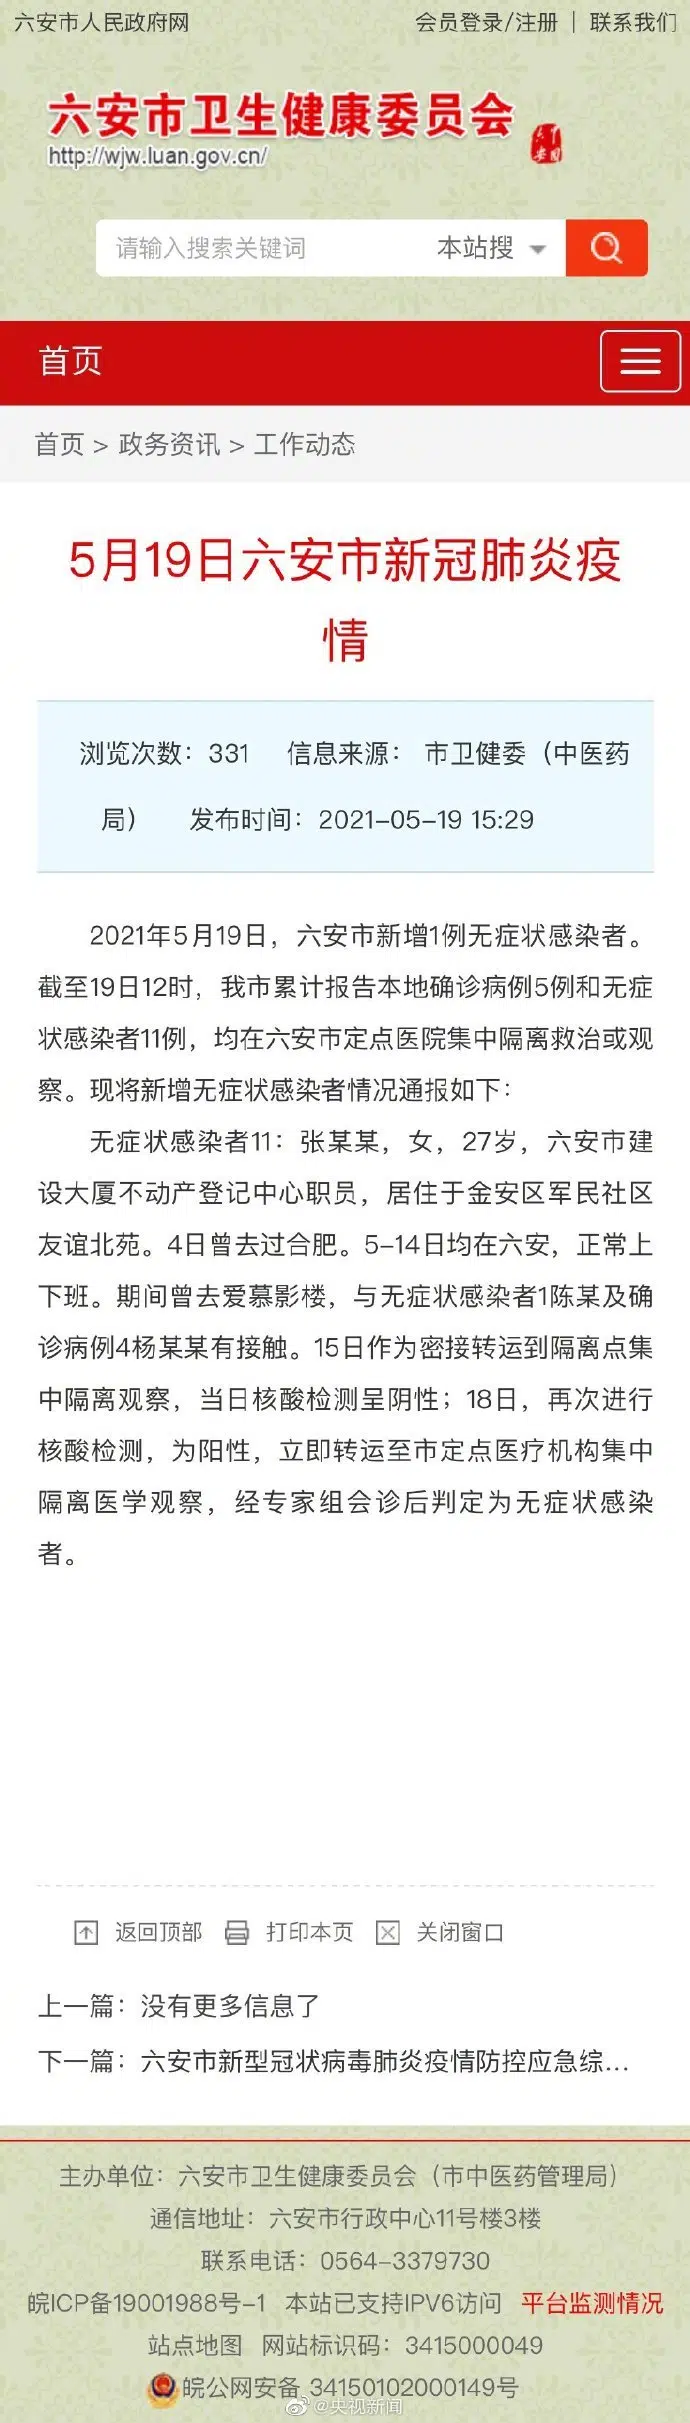 六安市人民政府网
会员登录/注册 | 联系我们
六安市卫生健康委员会
http://wjw.luan.gov.cn/
请输入搜索关键词
本站搜
首页
首页 > 政务资讯 > 工作动态
5月19日六安市新冠肺炎疫
情
浏览次数：331 信息来源： 市卫健委（中医药
局） 发布时间：2021-05-19 15:29
2021年5月19日，六安市新增1例无症状感染者。
截至19日12时，我市累计报告本地确诊病例5例和无症
状感染者11例，均在六安市定点医院集中隔离救治或观
察。现将新增无症状感染者情况通报如下：
无症状感染者11：张某某，女，27岁，六安市建
设大厦不动产登记中心职员，居住于金安区军民社区
友谊北苑。4日曾去过合肥。5-14日均在六安，正常上
下班。期间曾去爱慕影楼，与无症状感染者1陈某及确
诊病例4杨某某有接触。15日作为密接转运到隔离点集
中隔离观察，当日核酸检测呈阴性；18日，再次进行
核酸检测，为阳性，立即转运至市定点医疗机构集中
隔离医学观察，经专家组会诊后判定为无症状感染
者。
返回顶部 打印本页 关闭窗口
上一篇：没有更多信息了
下一篇：六安市新型冠状病毒肺炎疫情防控应急综...
主办单位：六安市卫生健康委员会（市中医药管理局）
通信地址：六安市行政中心11号楼3楼
联系电话：0564-3379730
皖ICP备19001988号-1 本站已支持IPV6访问 平台监测情况
站点地图 网站标识码：3415000049
皖公网安备 34150102000149号
@央视新闻